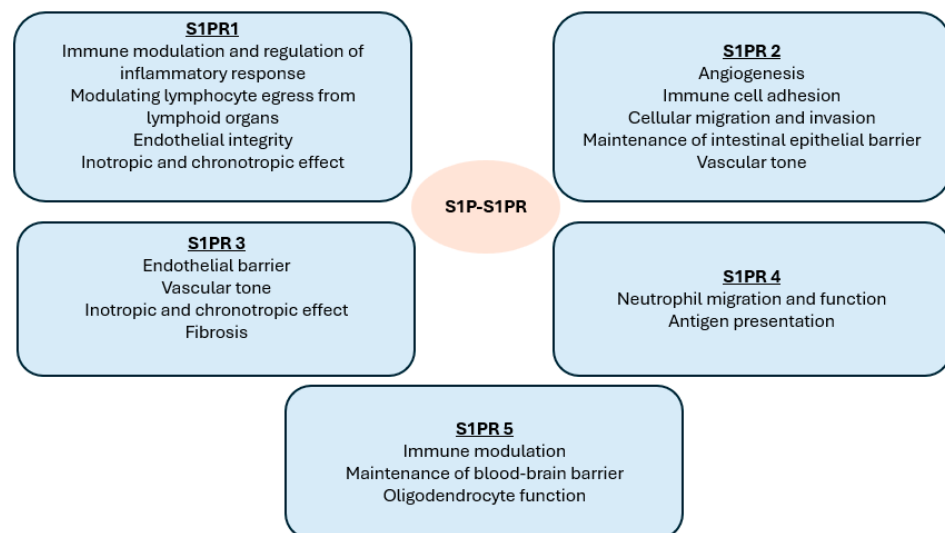 S1PR1
Immune modulation and regulation of
inflammatory response
Modulating lymphocyte egress from
lymphoid organs
Endothelial integrity
Inotropic and chronotropic effect
S1PR 2
Angiogenesis
Immune cell adhesion
Cellular migration and invasion
Maintenance of intestinal epithelial barrier
Vascular tone
S1P-S1PR
S1PR 3
Endothelial barrier
Vascular tone
Inotropic and chronotropic effect
Fibrosis
S1PR 4
Neutrophil migration and function
Antigen presentation
S1PR 5
Immune modulation
Maintenance of blood-brain barrier
Oligodendrocyte function